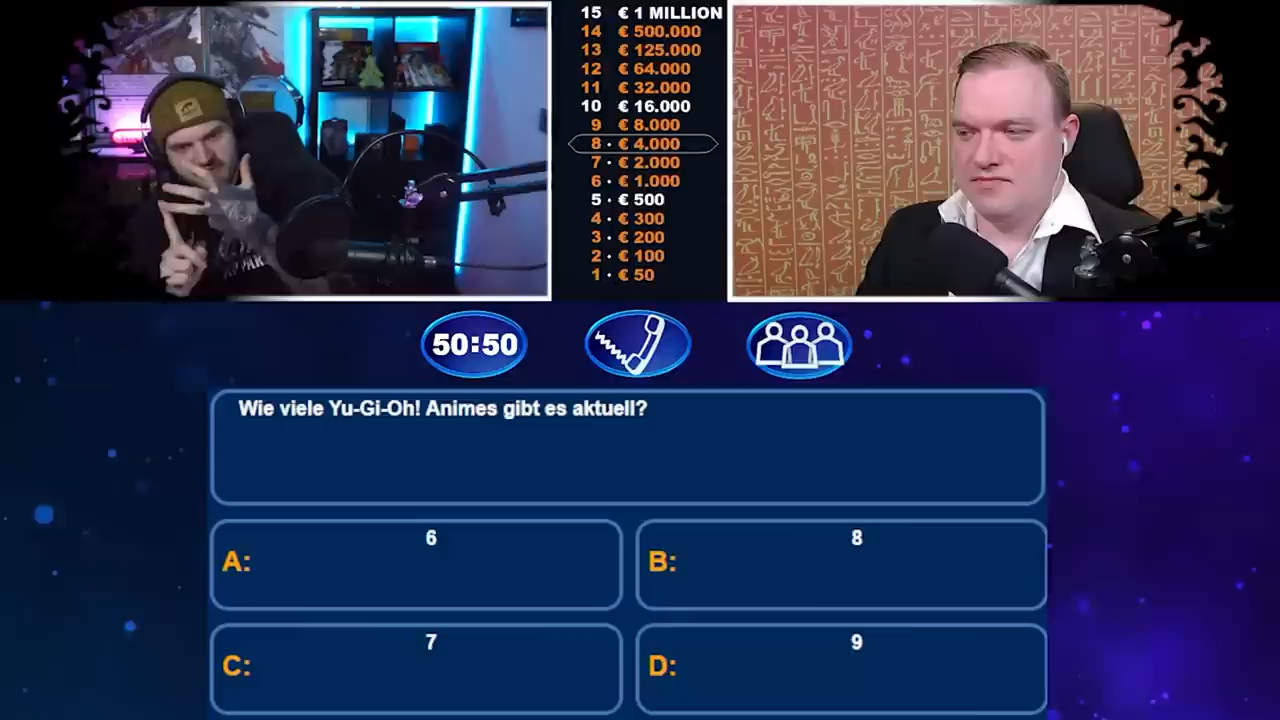 15 € 1 MILLION
14 € 500.000
13 € 125.000
12 € 64.000
11 € 32.000
10 € 16.000
9 € 8.000
8 · € 4.000
7 · € 2.000
6 · € 1.000
5 · € 500
4 · € 300
3 · € 200
2 · € 100
1 · € 50
50:50
Wie viele Yu-Gi-Oh! Animes gibt es aktuell?
A: 6
B: 8
C: 7
D: 9